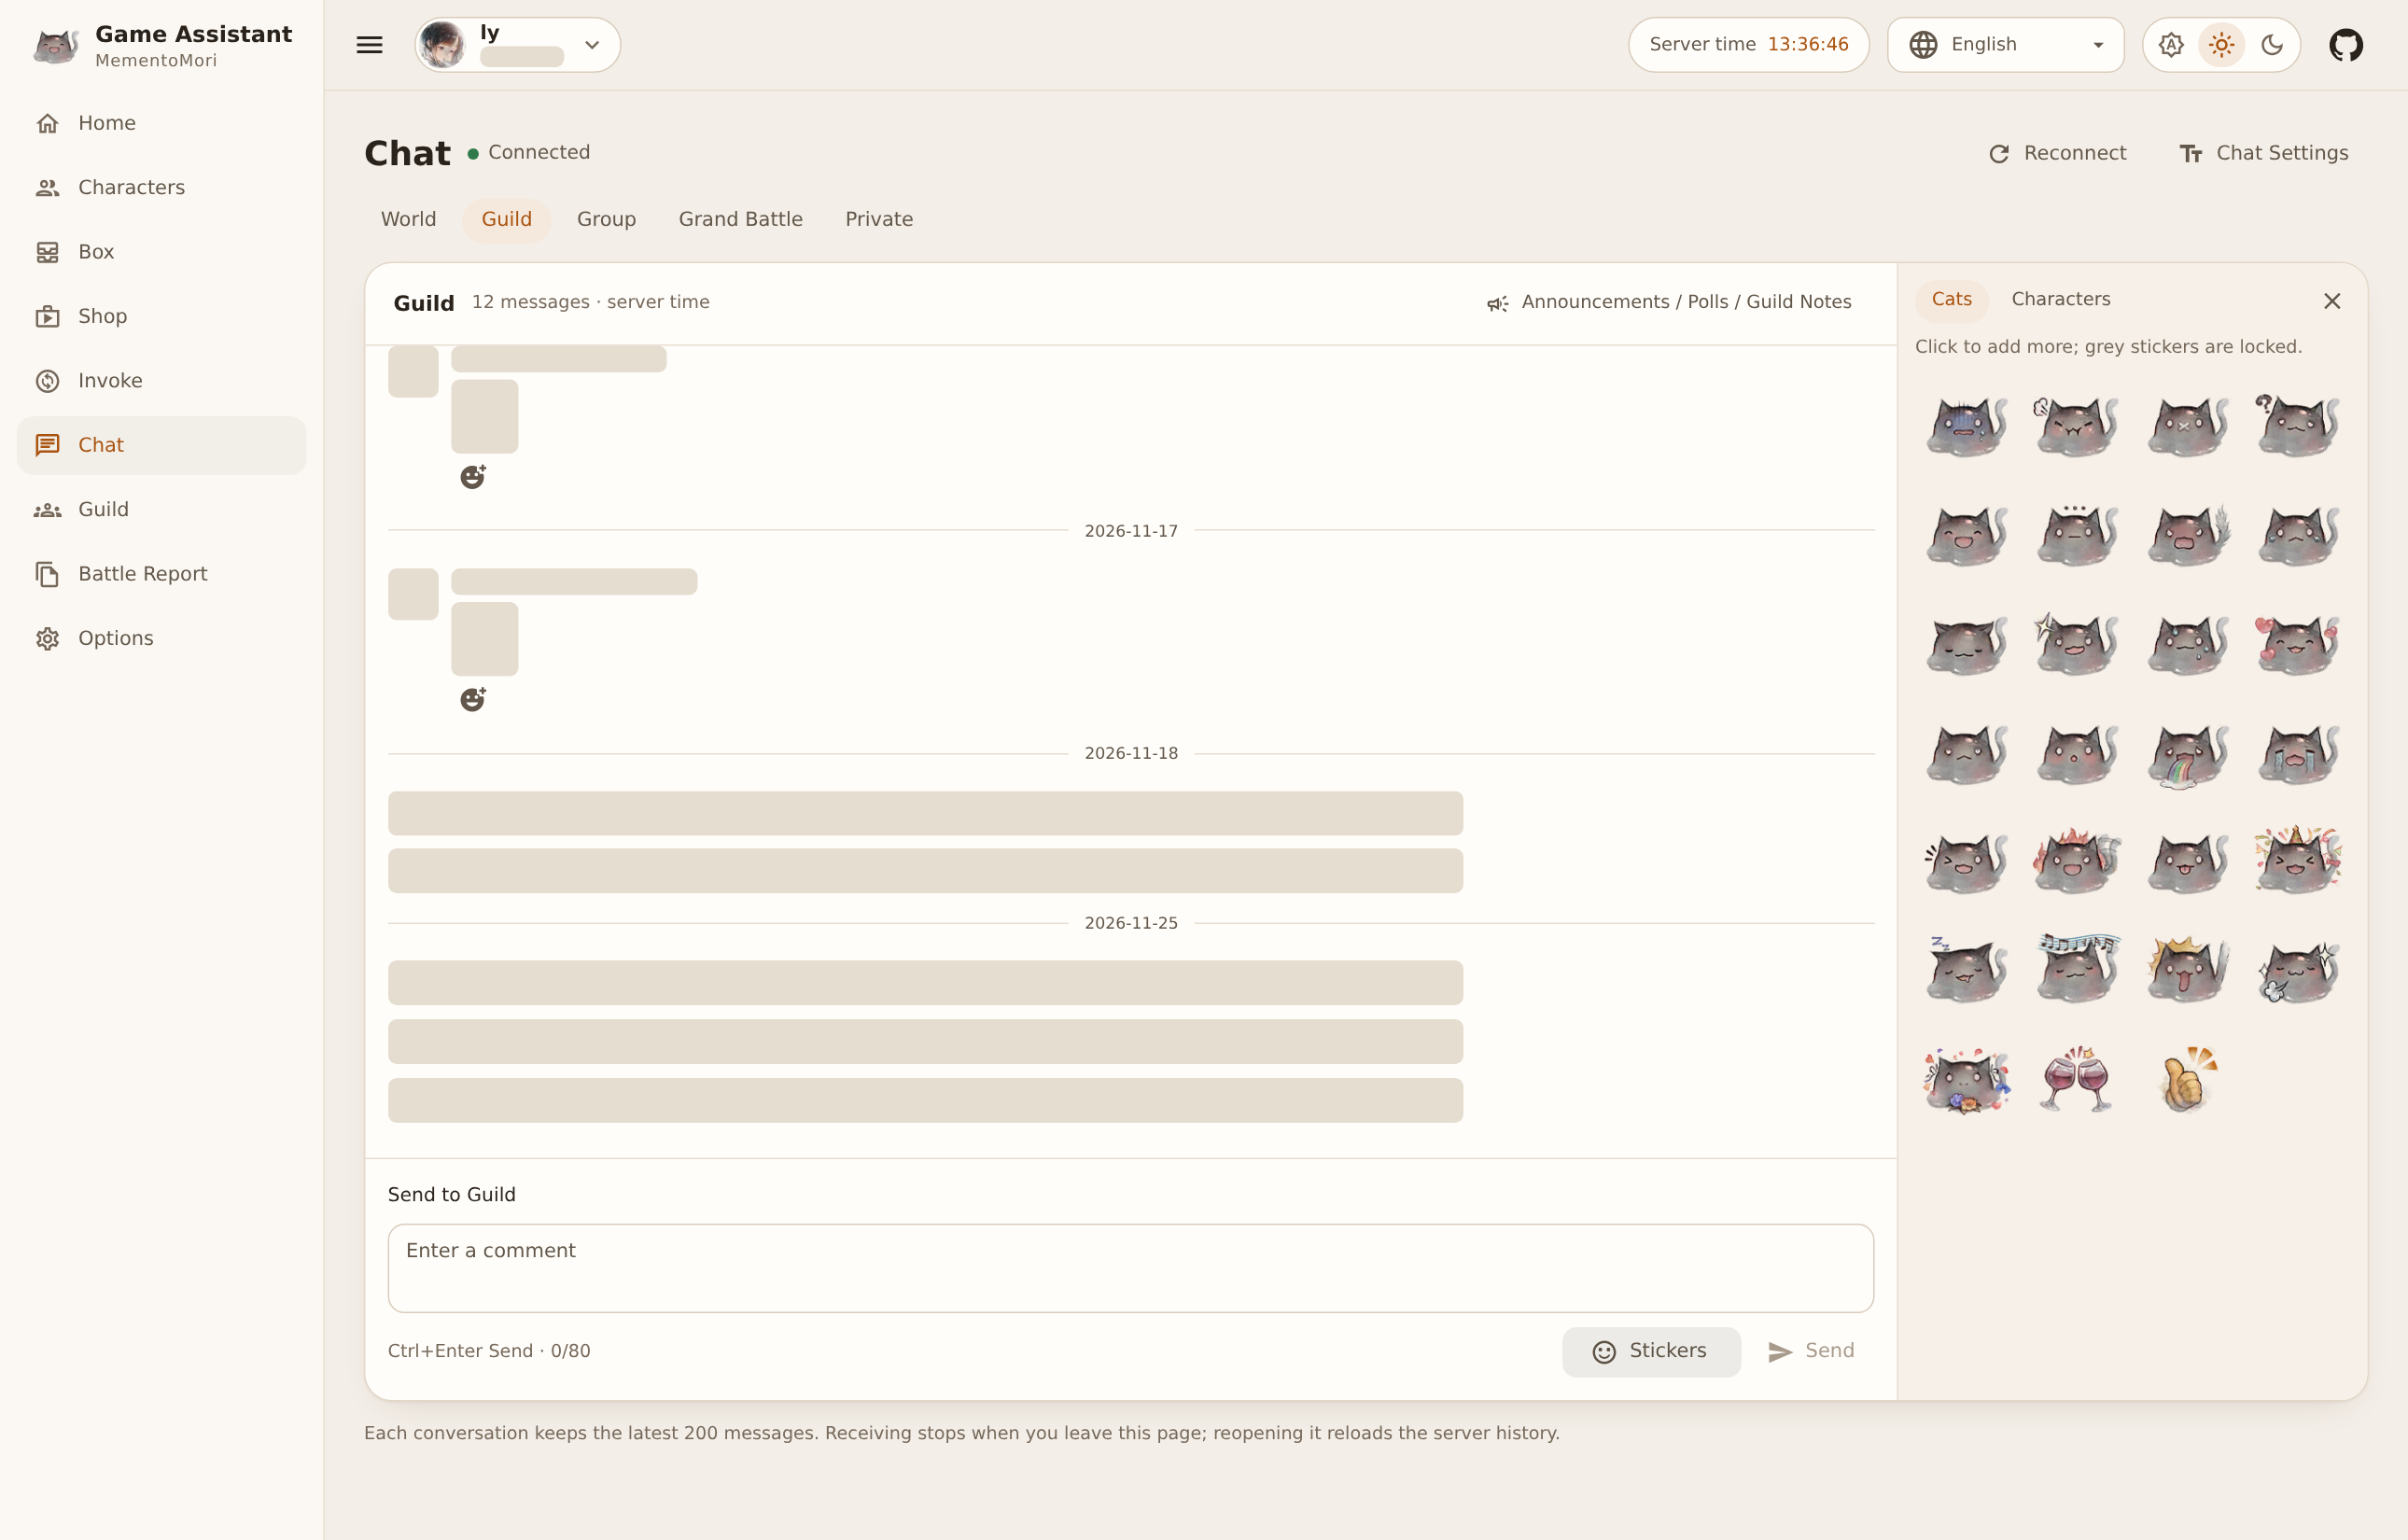 Game Assistant
MementoMori
Home
Characters
Box
Shop
Invoke
Chat
Guild
Battle Report
Options
ly
Server time 13:36:46
English
Chat
Connected
Reconnect
Chat Settings
World
Guild
Group
Grand Battle
Private
Guild
12 messages · server time
Announcements / Polls / Guild Notes
2026-11-17
2026-11-18
2026-11-25
Send to Guild
Enter a comment
Ctrl+Enter Send · 0/80
Stickers
Send
Cats
Characters
Click to add more; grey stickers are locked.
Each conversation keeps the latest 200 messages. Receiving stops when you leave this page; reopening it reloads the server history.